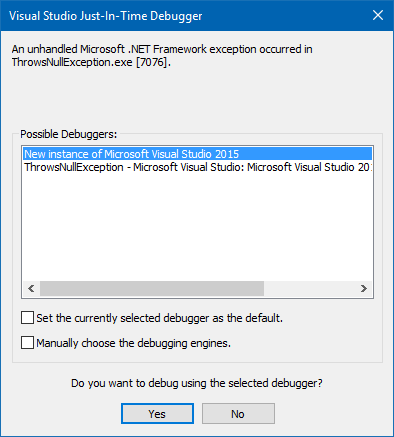 Visual Studio Just-In-Time Debugger
An unhandled Microsoft .NET Framework exception occurred in
ThrowsNullException.exe [7076].
Possible Debuggers:
New instance of Microsoft Visual Studio 2015
ThrowsNullException - Microsoft Visual Studio: Microsoft Visual Studio 20
Set the currently selected debugger as the default.
Manually choose the debugging engines.
Do you want to debug using the selected debugger?
Yes
No